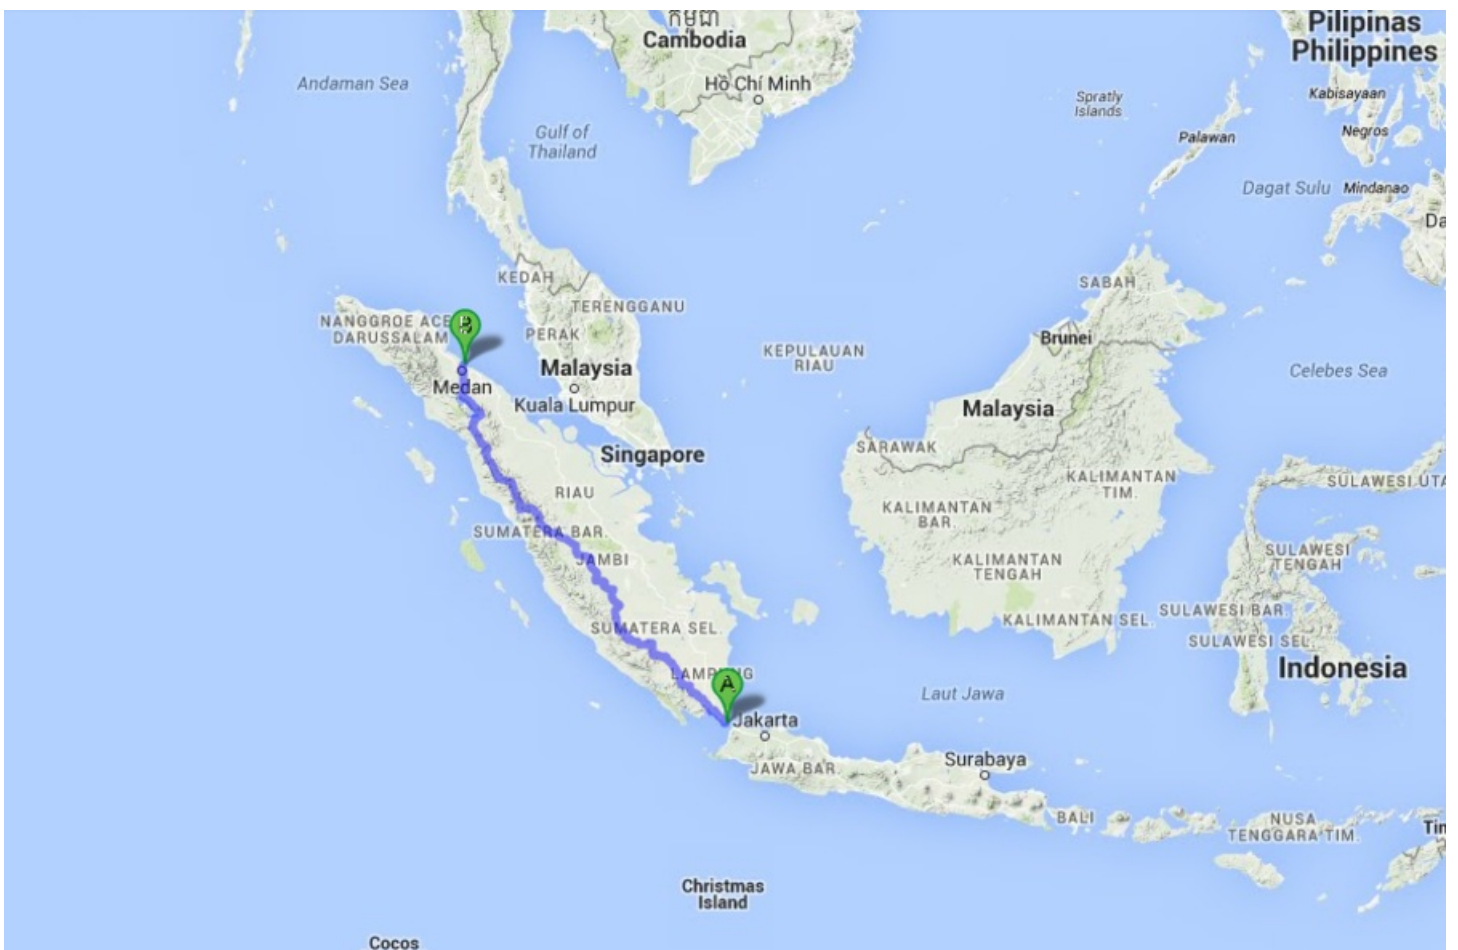 កម្ពុជា
Cambodia
Pilipinas
Philippines
Andaman Sea
Hồ Chí Minh
Kabisayaan
Spratly
Islands
Gulf of
Thailand
Palawan
Negros
Dagat Sulu
Mindanao
Da
KEDAH
SABAH
TERENGGANU
NANGGROE ACE
DARUSSALAM
B
PERAK
Brunei
KEPULAUAN
RIAU
Malaysia
Celebes Sea
Medan
Kuala Lumpur
Malaysia
SARAWAK
Singapore
KALIMANTAN
TIM.
SULAWESI UTA
RIAU
KALIMANTAN
BAR.
SUMATERA BAR.
JAMBI
KALIMANTAN
TENGAH
SULAWESI
TENGAH
SULAWESI BAR.
KALIMANTAN SEL.
SUMATERA SEL.
SULAWESI SEL.
LAMPUNG
Indonesia
A
Laut Jawa
Jakarta
Surabaya
JAWA BAR.
BALI
NUSA
TENGGARA TIM.
Tim
Christmas
Island
Cocos